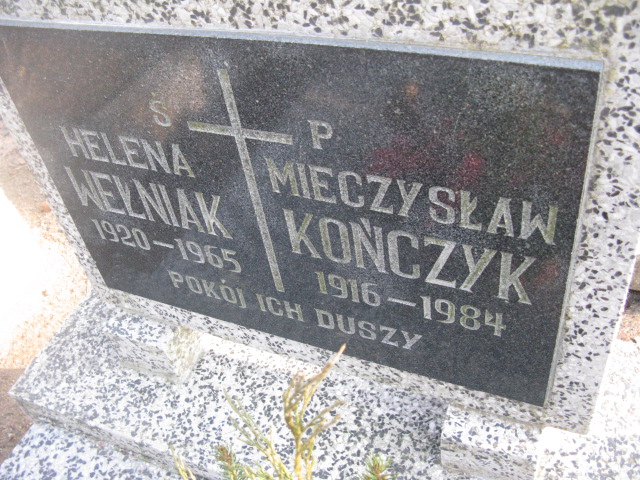 Ś P
HELENA
WEŁNIAK
1920-1965
MIECZYSŁAW
KOŃCZYK
1916-1984
POKÓJ ICH DUSZY